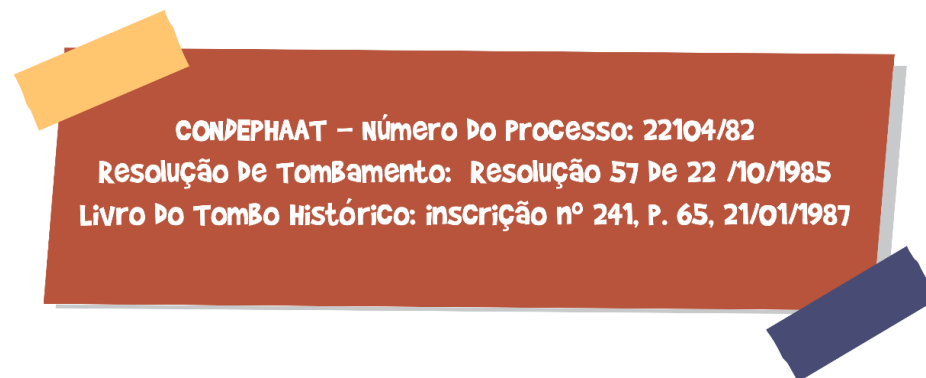 CONDEPHAAT – Número do Processo: 22104/82
Resolução de Tombamento: Resolução 57 de 22 /10/1985
Livro do Tombo Histórico: inscrição nº 241, p. 65, 21/01/1987